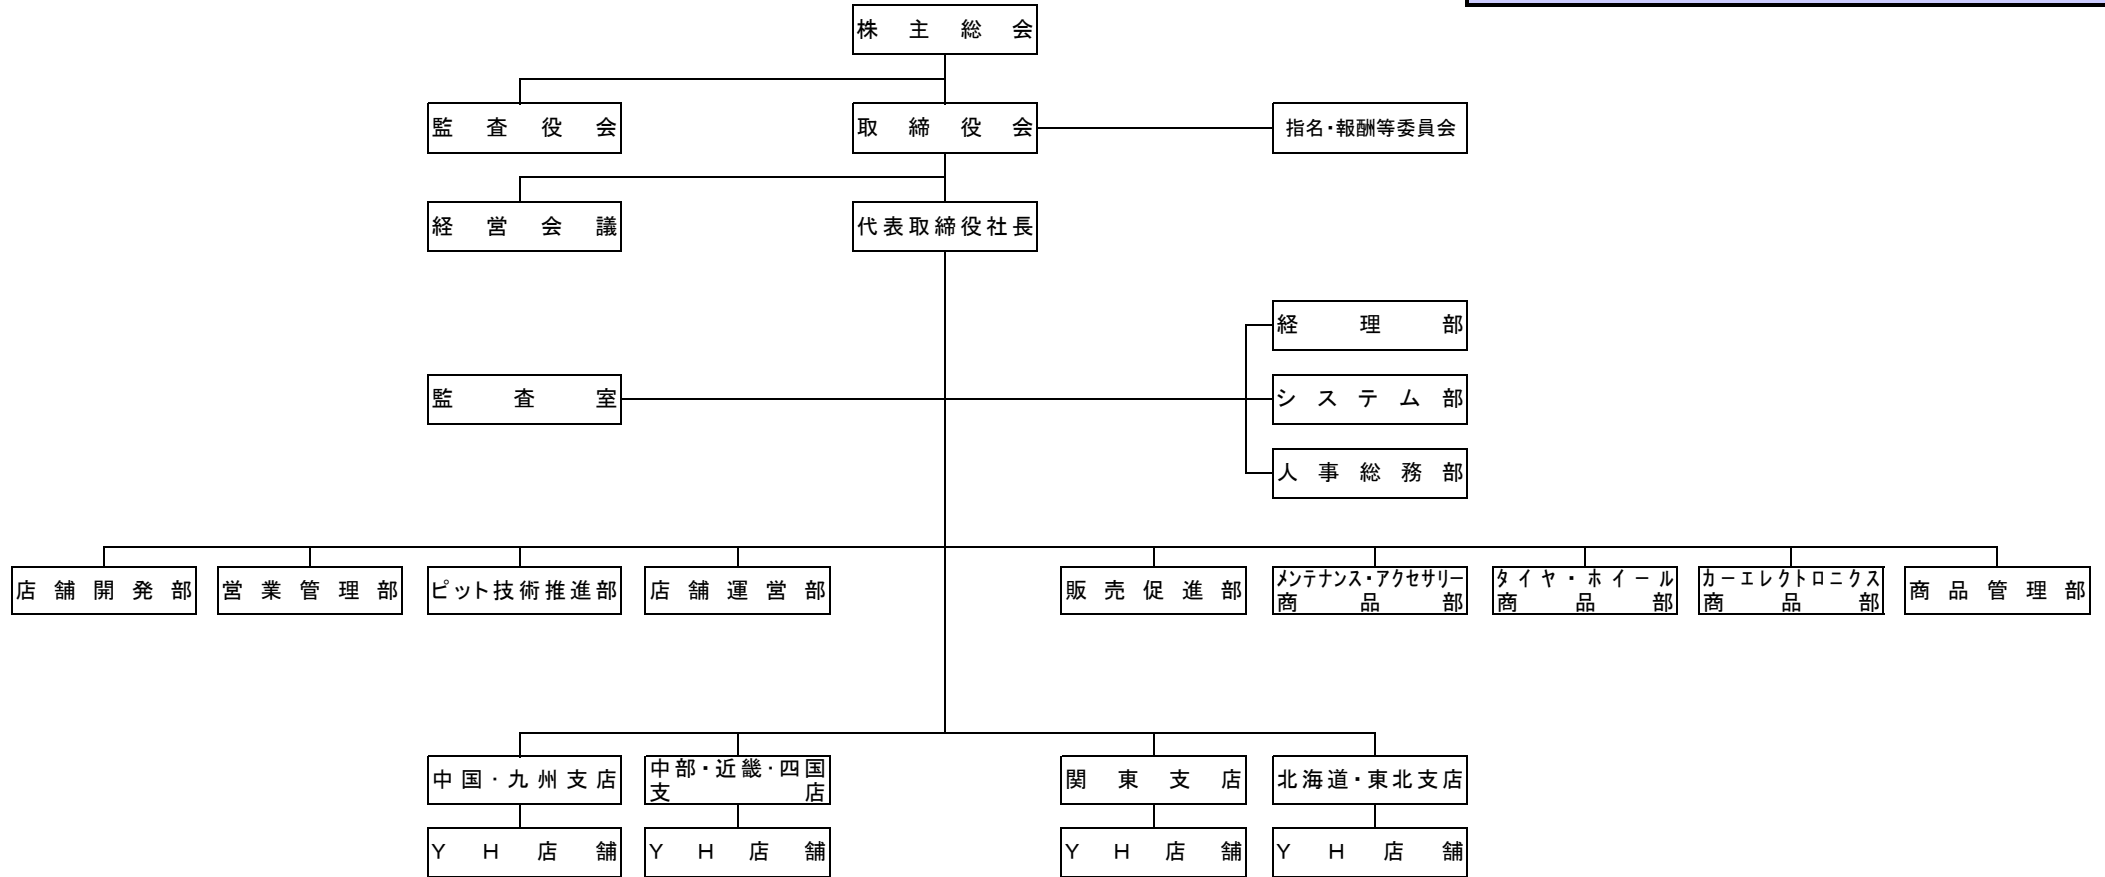 株主総会
監査役会
取締役会
指名・報酬等委員会
経営会議
代表取締役社長
経理部
監査室
システム部
人事総務部
店舗開発部
営業管理部
ピット技術推進部
店舗運営部
販売促進部
メンテナンス・アクセサリー
商品部
タイヤ・ホイール
商品部
カーエレクトロニクス
商品部
商品管理部
中国・九州支店
中部・近畿・四国
支店
関東支店
北海道・東北支店
YH店舗
YH店舗
YH店舗
YH店舗